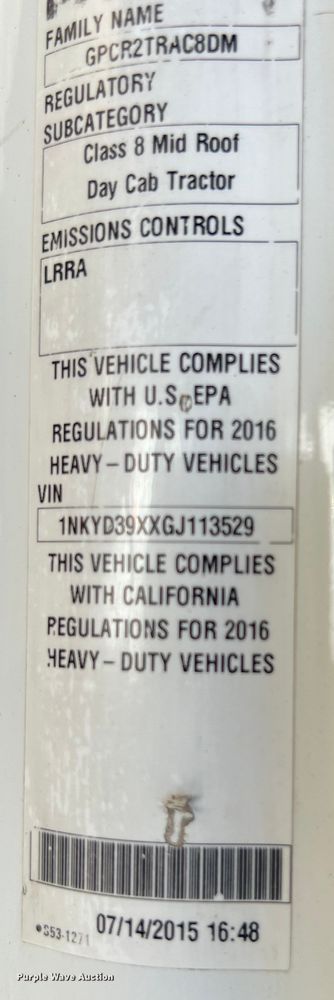 FAMILY NAME
GPCR2TRAC8DM
REGULATORY
SUBCATEGORY
Class 8 Mid Roof
Day Cab Tractor
EMISSIONS CONTROLS
LRRA
THIS VEHICLE COMPLIES
WITH U.S. EPA
REGULATIONS FOR 2016
HEAVY-DUTY VEHICLES
VIN
1NKYD39XXGJ113529
THIS VEHICLE COMPLIES
WITH CALIFORNIA
REGULATIONS FOR 2016
HEAVY-DUTY VEHICLES
S53-1271 07/14/2015 16:48
Purple Wave Auction